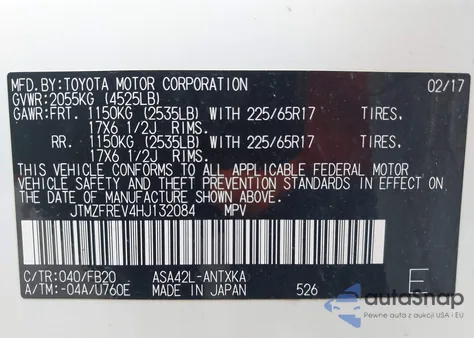 MFD.BY:TOYOTA MOTOR CORPORATION 02/17
GVWR:2055KG (4525LB)
GAWR:FRT. 1150KG (2535LB) WITH 225/65R17 TIRES.
17X6 1/2J RIMS.
RR. 1150KG (2535LB) WITH 225/65R17 TIRES,
17X6 1/2J RIMS.
THIS VEHICLE CONFORMS TO ALL APPLICABLE FEDERAL MOTOR
VEHICLE SAFETY AND THEFT PREVENTION STANDARDS IN EFFECT ON
THE DATE OF MANUFACTURE SHOWN ABOVE.
JTMZFREV4HJ132084 MPV
C/TR:040/FB20 ASA42L-ANTXKA E
A/TM:-04A/U760E MADE IN JAPAN 526
autoSnap
Pewne auta z aukcji USA i EU